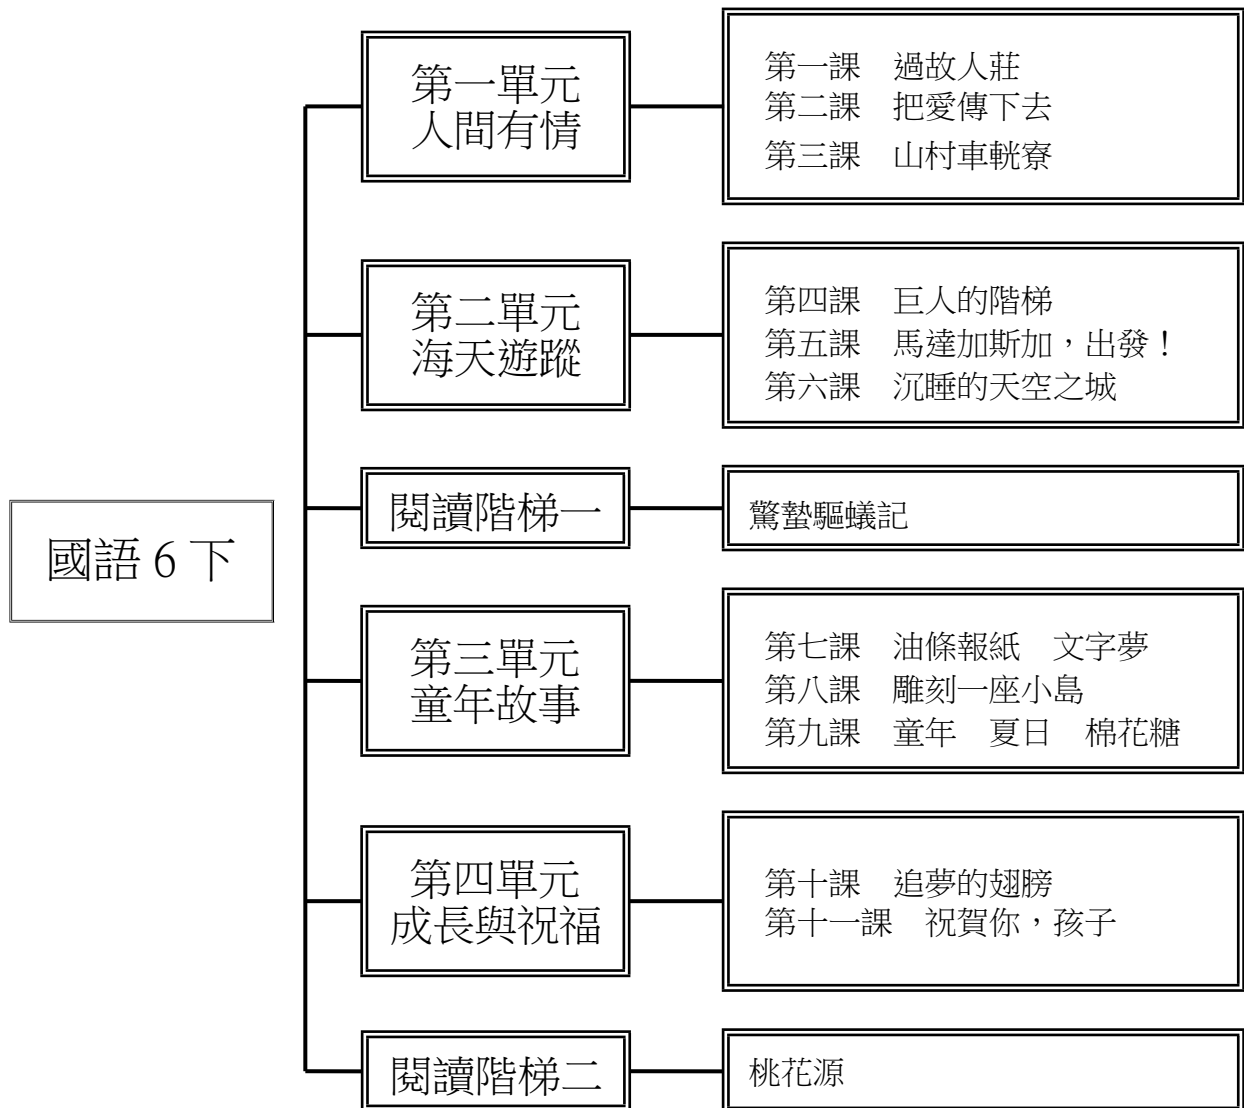 國語 6 下
第一單元
人間有情
第一課　過故人莊
第二課　把愛傳下去
第三課　山村車輄寮
第二單元
海天遊蹤
第四課　巨人的階梯
第五課　馬達加斯加，出發！
第六課　沉睡的天空之城
閱讀階梯一
驚蟄驅蟻記
第三單元
童年故事
第七課　油條報紙　文字夢
第八課　雕刻一座小島
第九課　童年　夏日　棉花糖
第四單元
成長與祝福
第十課　追夢的翅膀
第十一課　祝賀你，孩子
閱讀階梯二
桃花源